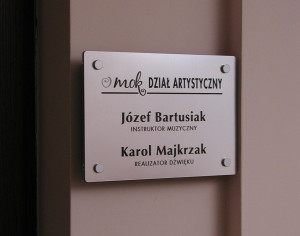 mok DZIAŁ ARTYSTYCZNY
Józef Bartusiak
INSTRUKTOR MUZYCZNY
Karol Majkrzak
REALIZATOR DŹWIĘKU